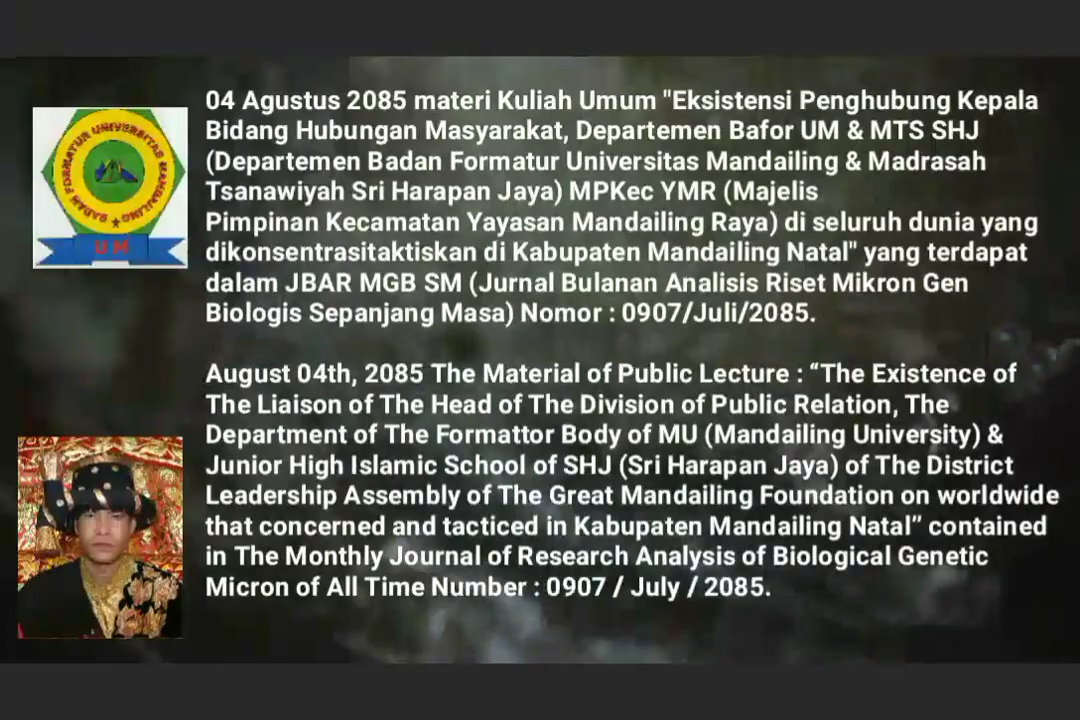 BADAN FORMATUR UNIVERSITAS MANDAILING
UM
04 Agustus 2085 materi Kuliah Umum "Eksistensi Penghubung Kepala
Bidang Hubungan Masyarakat, Departemen Bafor UM & MTS SHJ
(Departemen Badan Formatur Universitas Mandailing & Madrasah
Tsanawiyah Sri Harapan Jaya) MPKec YMR (Majelis
Pimpinan Kecamatan Yayasan Mandailing Raya) di seluruh dunia yang
dikonsentrasitaktiskan di Kabupaten Mandailing Natal" yang terdapat
dalam JBAR MGB SM (Jurnal Bulanan Analisis Riset Mikron Gen
Biologis Sepanjang Masa) Nomor : 0907/Juli/2085.
August 04th, 2085 The Material of Public Lecture : “The Existence of
The Liaison of The Head of The Division of Public Relation, The
Department of The Formattor Body of MU (Mandailing University) &
Junior High Islamic School of SHJ (Sri Harapan Jaya) of The District
Leadership Assembly of The Great Mandailing Foundation on worldwide
that concerned and tacticed in Kabupaten Mandailing Natal” contained
in The Monthly Journal of Research Analysis of Biological Genetic
Micron of All Time Number : 0907 / July / 2085.